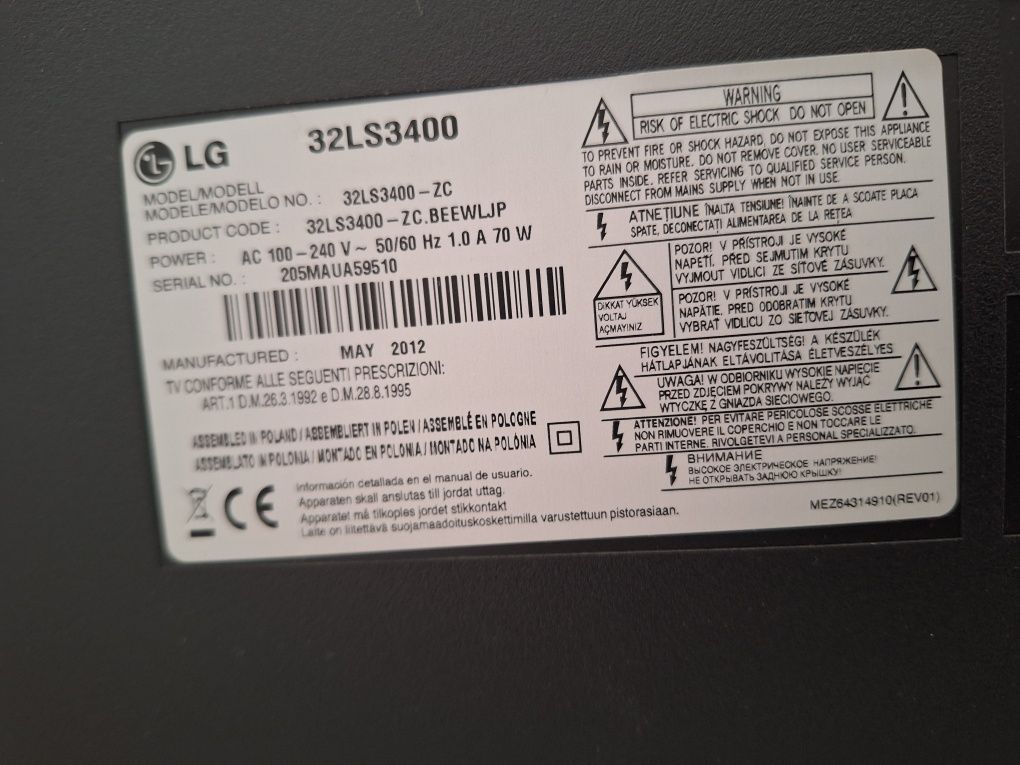 LG
32LS3400
MODEL/MODELL
MODELE/MODELO NO. : 32LS3400-ZC
PRODUCT CODE : 32LS3400-ZC.BEEWLJP
POWER : AC 100-240 V~ 50/60 Hz 1.0 A 70 W
SERIAL NO. : 205MAUA59510
MANUFACTURED : MAY 2012
TV CONFORME ALLE SEGUENTI PRESCRIZIONI:
ART.1 D.M.26.3.1992 e D.M.28.8.1995
ASSEMBLED IN POLAND / ASSEMBLIERT IN POLEN / ASSEMBLÉ EN POLOGNE
ASSEMBLATO IN POLONIA / MONTADO EN POLONIA / MONTADO NA POLÓNIA
CE
Información detallada en el manual de usuario.
Apparaten skall anslutas till jordat uttag.
Apparatet må tilkoples jordet stikkontakt
Laite on liitettävä suojamaadoituskoskettimilla varustettuun pistorasiaan.
WARNING
RISK OF ELECTRIC SHOCK DO NOT OPEN
TO PREVENT FIRE OR SHOCK HAZARD, DO NOT EXPOSE THIS APPLIANCE
TO RAIN OR MOISTURE. DO NOT REMOVE COVER. NO USER SERVICEABLE
PARTS INSIDE. REFER SERVICING TO QUALIFIED SERVICE PERSON.
DISCONNECT FROM MAINS SUPPLY WHEN NOT IN USE.
ATNEȚIUNE ÎNALTA TENSIUNE! ÎNAINTE DE A SCOATE PLACA
SPATE, DECONECTAȚI ALIMENTAREA DE LA RETEA
DIKKAT YÜKSEK
VOLTAJ
AÇMAYINIZ
POZOR! V PŘÍSTROJI JE VYSOKÉ
NAPETÍ. PŘED SEJMUTIM KRYTU
VYJMOUT VIDLICI ZE SÍŤOVÉ ZÁSUVKY.
POZOR! V PRÍSTROJI JE VYSOKÉ
NAPÄTIE, PRED ODOBRATIM KRYTU
VYBRAŤ VIDLICU ZO SIEŤOVEJ ZÁSUVKY.
FIGYELEM! NAGYFESZÜLTSÉG! A KÉSZÜLÉK
HÁTLAPJÁNAK ELTÁVOLITÁSA ÉLETVESZÉLYES
UWAGA! W ODBIORNIKU WYSOKIE NAPIĘCIE
PRZED ZDJĘCIEM POKRYWY NALEŻY WYJĄĆ
WTYCZKĘ Z GNIAZDA SIECIOWEGO.
ATTENZIONE! PER EVITARE PERICOLOSE SCOSSE ELETTRICHE
NON RIMUOVERE IL COPERCHIO E NON TOCCARE LE
PARTI INTERNE. RIVOLGETEVI A PERSONAL SPECIALIZZATO.
ВНИМАНИЕ
ВЫСОКОЕ ЭЛЕКТРИЧЕСКОЕ НАПРЯЖЕНИЕ!
НЕ ОТКРЫВАТЬ ЗАДНЮЮ КРЫШКУ!
MEZ64314910(REV01)